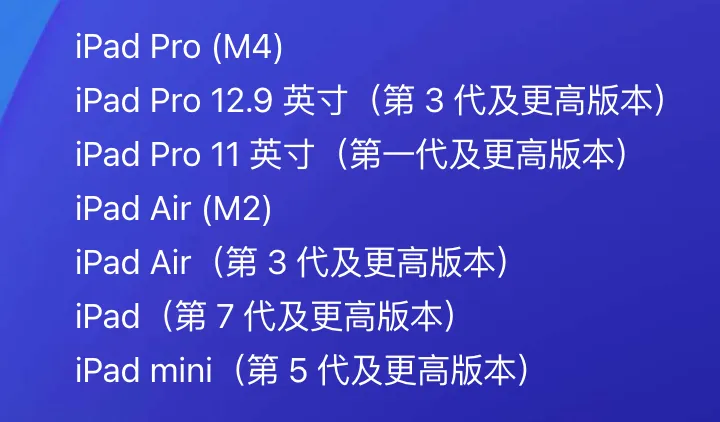 iPad Pro (M4)
iPad Pro 12.9 英寸（第 3 代及更高版本）
iPad Pro 11 英寸（第一代及更高版本）
iPad Air (M2)
iPad Air（第 3 代及更高版本）
iPad（第 7 代及更高版本）
iPad mini（第 5 代及更高版本）